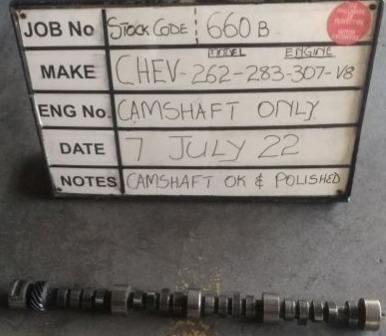 JOB No STOCK CODE: 660 B
MODEL ENGINE
MAKE CHEV-262-283-307-V8
ENG No. CAMSHAFT ONLY
DATE 7 JULY 22
NOTES CAMSHAFT OK & POLISHED